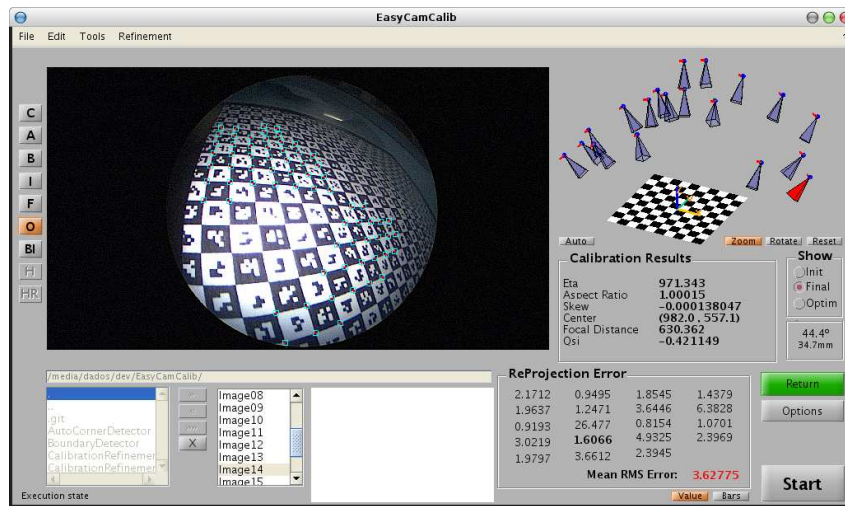 EasyCamCalib
File Edit Tools Refinement
C
A
B
I
F
O
BI
H
HR
Auto Zoom Rotate Reset
Calibration Results
Eta 971.343
Aspect Ratio 1.00015
Skew -0.000138047
Center (982.0 , 557.1)
Focal Distance 630.362
Qsi -0.421149
Show
Init
Final
Optim
44.4º
34.7mm
/media/dados/dev/EasyCamCalib/
.
..
.git
AutoCornerDetector
BoundaryDetector
CalibrationRefinemer
CalibrationRefinemer
X
Image08
Image09
Image10
Image11
Image12
Image13
Image14
Image15
ReProjection Error
2.1712 0.9495 1.8545 1.4379
1.9637 1.2471 3.6446 6.3828
0.9193 26.477 0.8154 1.0701
3.0219 1.6066 4.9325 2.3969
1.9797 3.6612 2.3945
Mean RMS Error: 3.62775
Value Bars
Return
Options
Start
Execution state